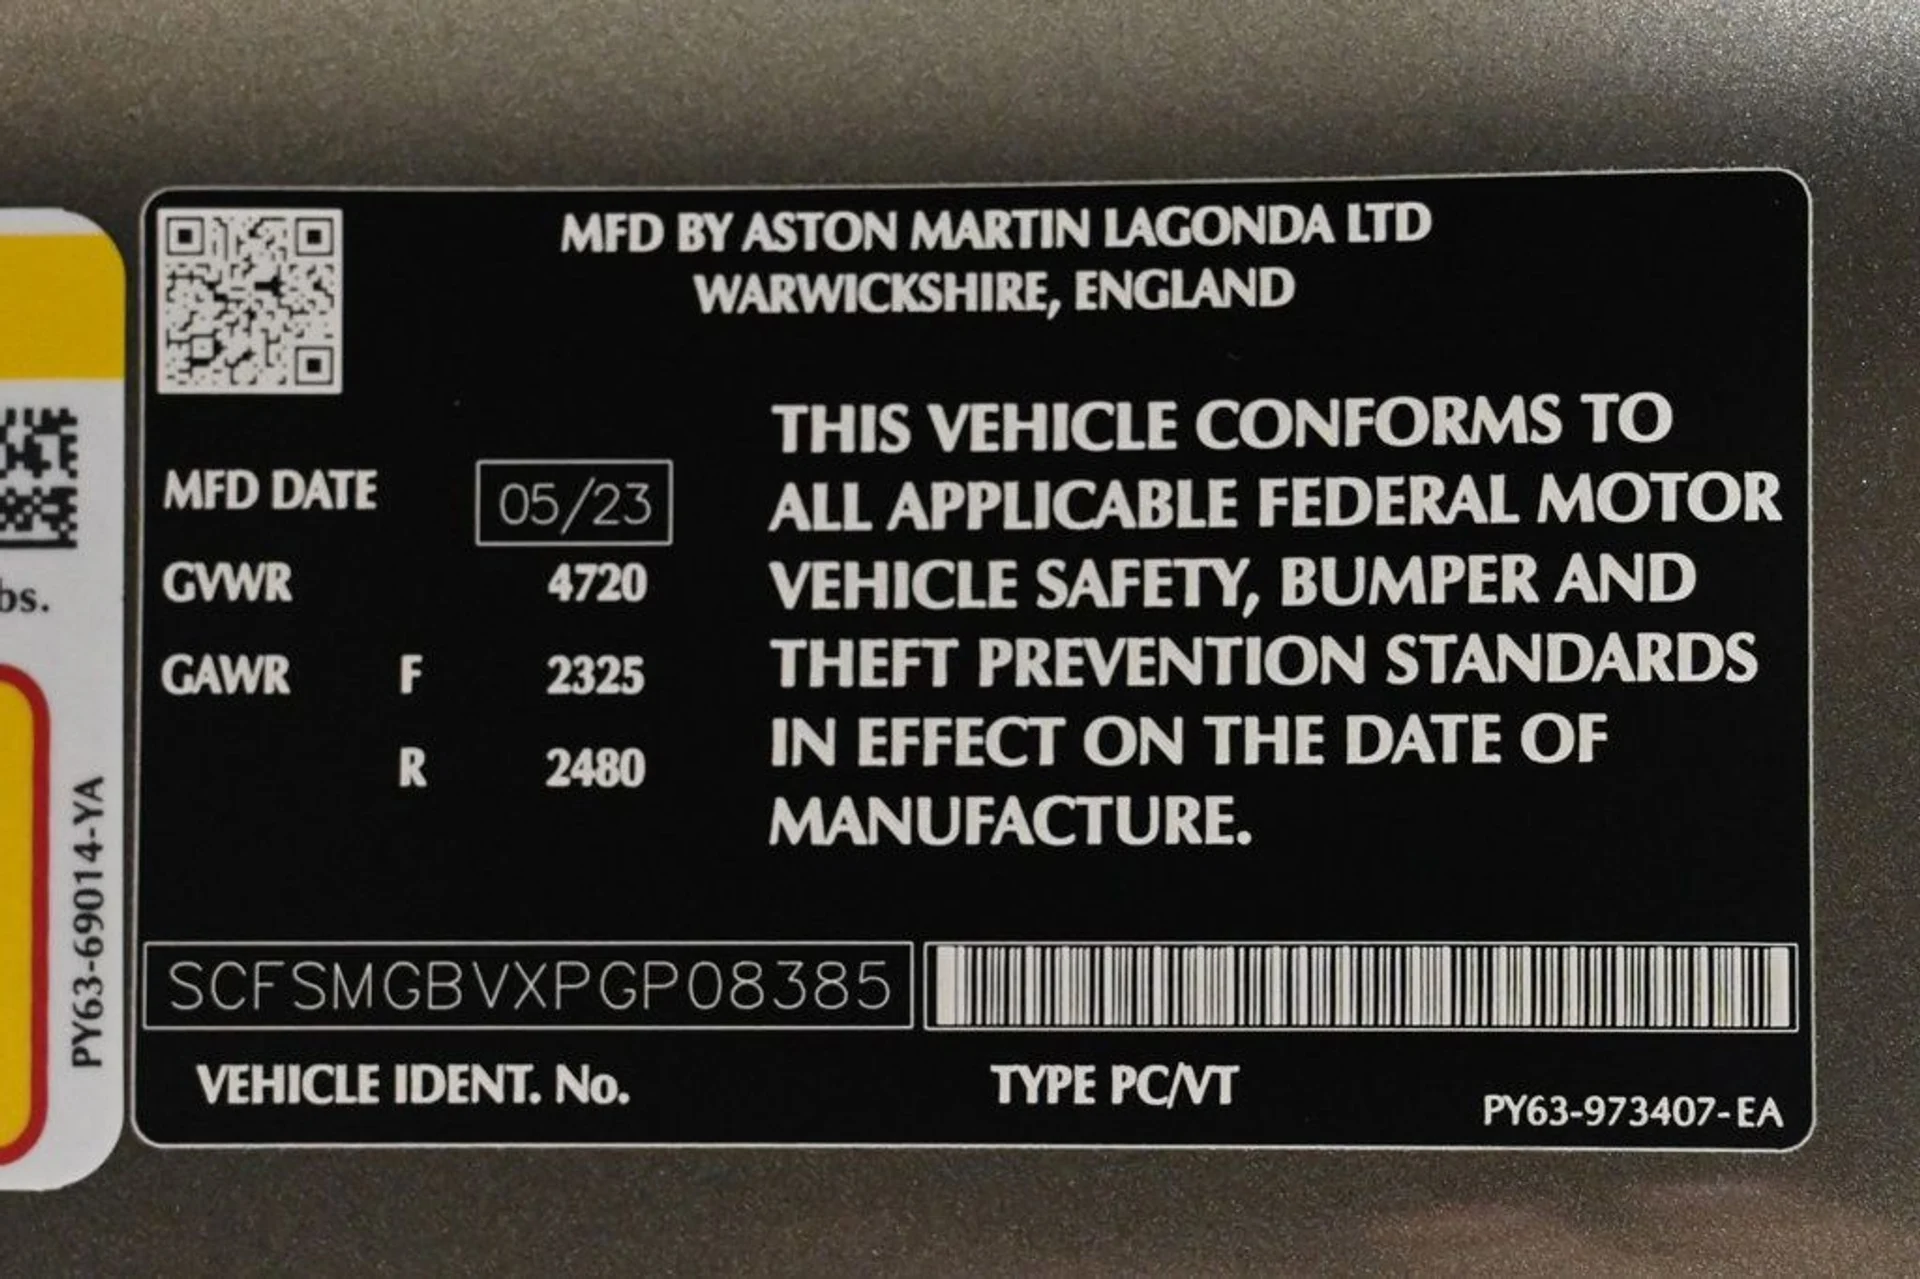 MFD BY ASTON MARTIN LAGONDA LTD
WARWICKSHIRE, ENGLAND
THIS VEHICLE CONFORMS TO
ALL APPLICABLE FEDERAL MOTOR
VEHICLE SAFETY, BUMPER AND
THEFT PREVENTION STANDARDS
IN EFFECT ON THE DATE OF
MANUFACTURE.
MFD DATE 05/23
GVWR 4720
GAWR F 2325
R 2480
SCFSMGBVXPGP08385
VEHICLE IDENT. No.
TYPE PC/VT
PY63-973407-EA
bs.
PY63-69014-YA